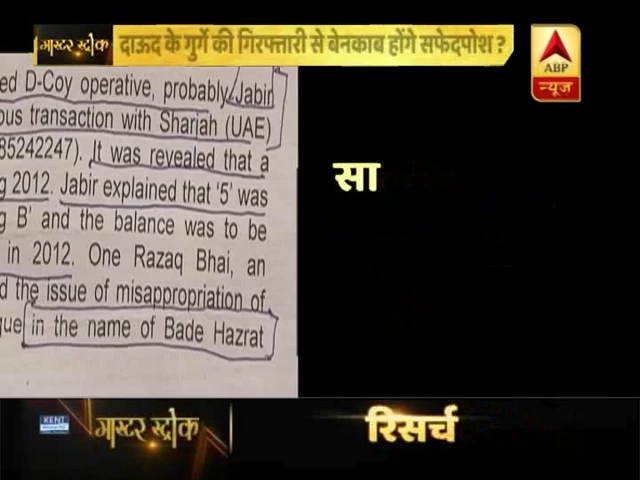 मास्टर स्ट्रोक
दाऊद के गुर्गे की गिरफ्तारी से बेनकाब होंगे सफेदपोश ?
ABP
न्यूज़
ed D-Coy operative, probably Jabir
ous transaction with Sharjah (UAE)
85242247). It was revealed that a
g 2012. Jabir explained that '5' was
g B' and the balance was to be
in 2012. One Razaq Bhai, an
d the issue of misappropriation of
gue in the name of Bade Hazrat
सा
KENT
मास्टर स्ट्रोक
रिसर्च